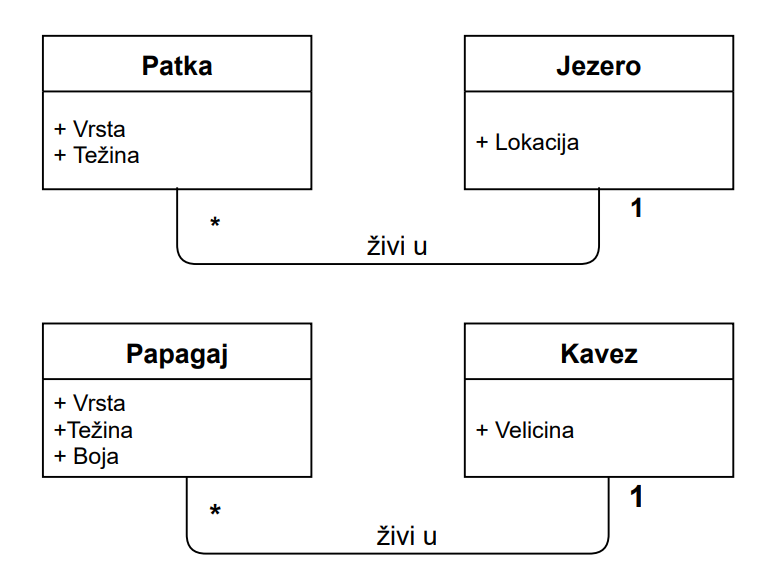 Patka
+ Vrsta
+ Težina
Jezero
+ Lokacija
*
1
živi u
Papagaj
+ Vrsta
+Težina
+ Boja
Kavez
+ Velicina
*
1
živi u